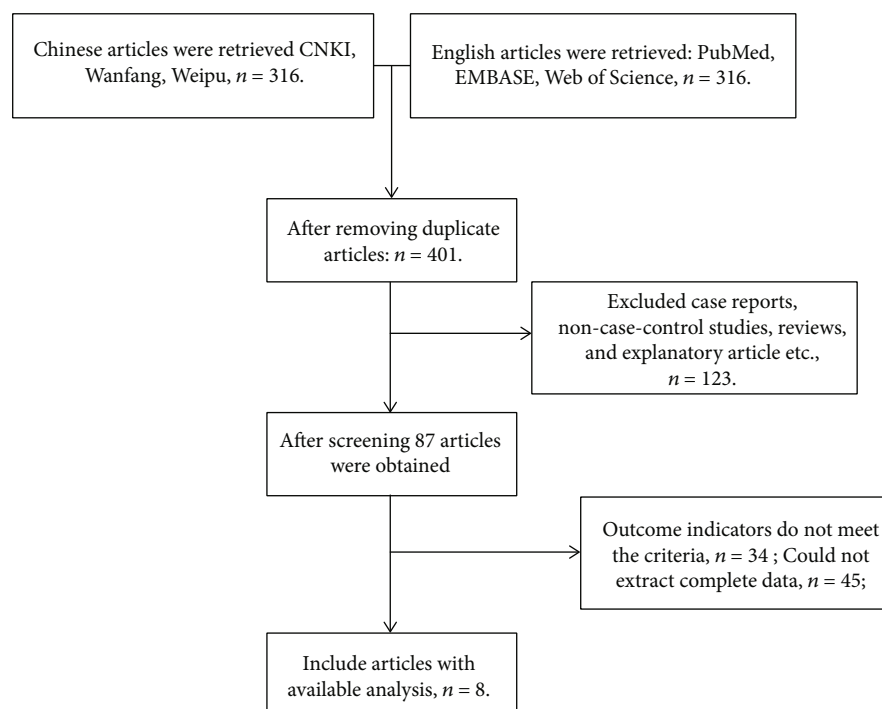 Chinese articles were retrieved CNKI,
Wanfang, Weipu, n = 316.
English articles were retrieved: PubMed,
EMBASE, Web of Science, n = 316.
After removing duplicate
articles: n = 401.
Excluded case reports,
non-case-control studies, reviews,
and explanatory article etc.,
n = 123.
After screening 87 articles
were obtained
Outcome indicators do not meet
the criteria, n = 34 ; Could not
extract complete data, n = 45;
Include articles with
available analysis, n = 8.